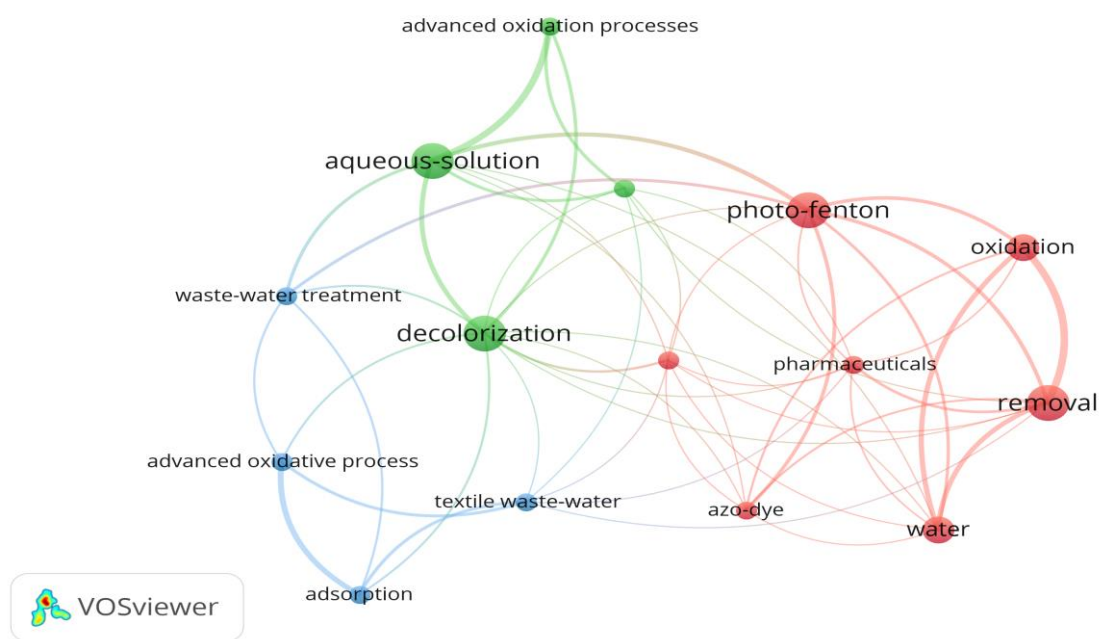 advanced oxidation processes
aqueous-solution
photo-fenton
oxidation
waste-water treatment
decolorization
pharmaceuticals
removal
advanced oxidative process
textile waste-water
azo-dye
water
adsorption
VOSviewer